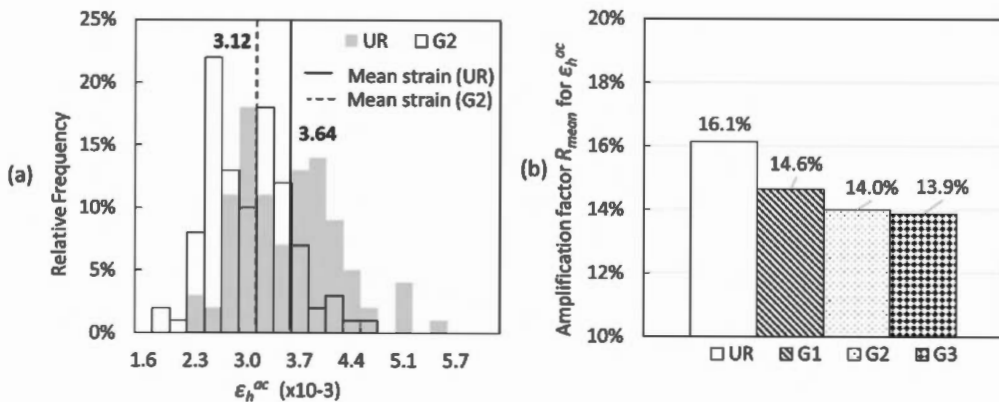 (a)
Relative Frequency
25%
20%
15%
10%
5%
0%
3.12
3.64
UR G2
Mean strain (UR)
Mean strain (G2)
1.6 2.3 3.0 3.7 4.4 5.1 5.7
εₕᵃᶜ (x10-3)
(b)
Amplification factor Rmean for εₕᵃᶜ
20%
18%
16%
14%
12%
10%
16.1%
14.6%
14.0%
13.9%
UR G1 G2 G3